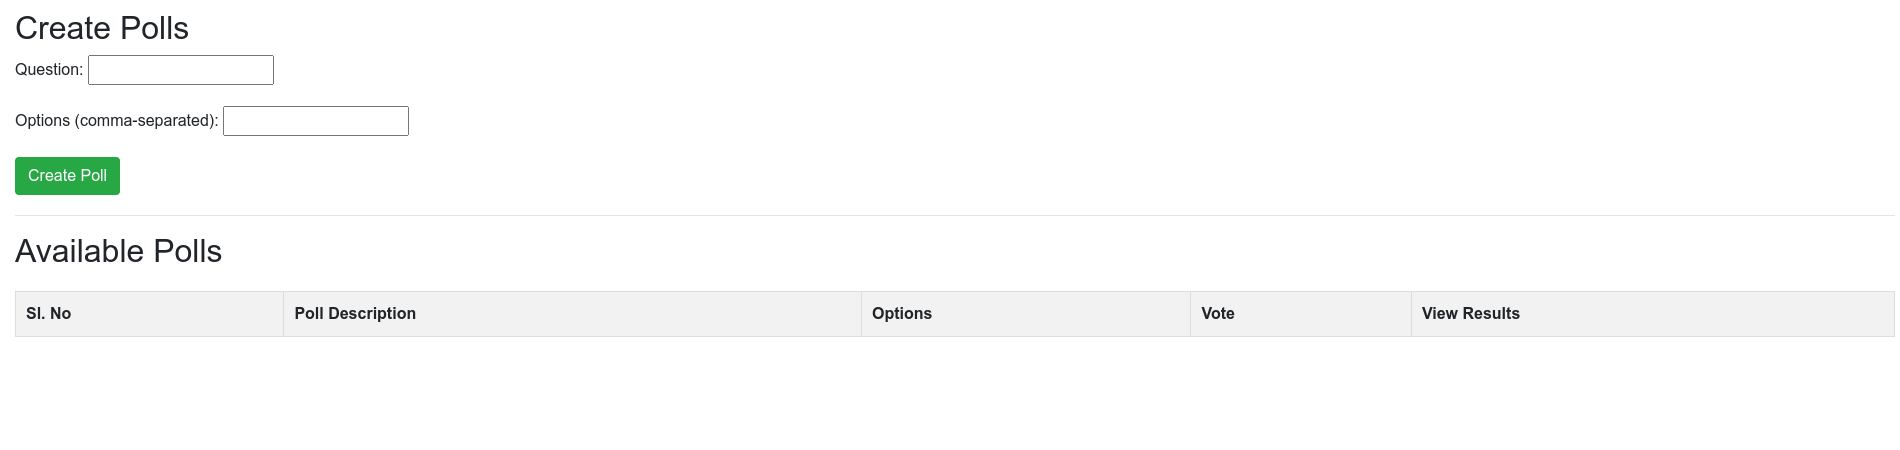 Create Polls
Question:
Options (comma-separated):
Create Poll
Available Polls
Sl. No Poll Description Options Vote View Results